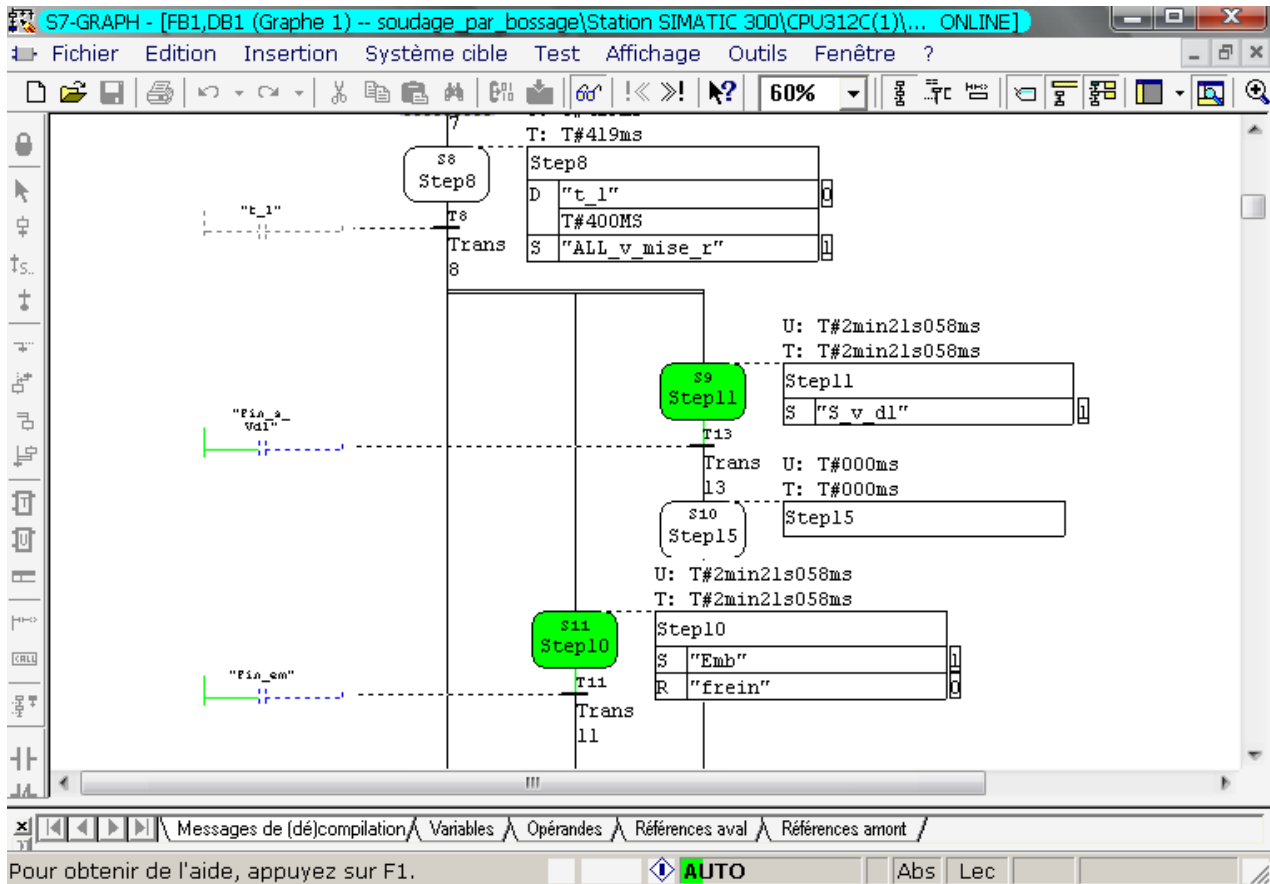 S7-GRAPH - [FB1,DB1 (Graphe 1) -- soudage_par_bossage\Station SIMATIC 300\CPU312C(1)\... ONLINE]
Fichier Edition Insertion Système cible Test Affichage Outils Fenêtre ?
60%
7
T: T#419ms
S8
Step8
Step8
D "t_1" 0
T#400MS
S "ALL_v_mise_r" 1
"t_1"
T8
Trans
8
U: T#2min21s058ms
T: T#2min21s058ms
S9
Step11
Step11
S "S_v_d1" 1
"Fin_s_
Vd1"
T13
Trans
13
U: T#000ms
T: T#000ms
S10
Step15
Step15
U: T#2min21s058ms
T: T#2min21s058ms
S11
Step10
Step10
S "Emb" 1
R "frein" 0
"Fin_em"
T11
Trans
11
Messages de (dé)compilation Variables Opérandes Références aval Références amont
Pour obtenir de l'aide, appuyez sur F1. AUTO Abs Lec